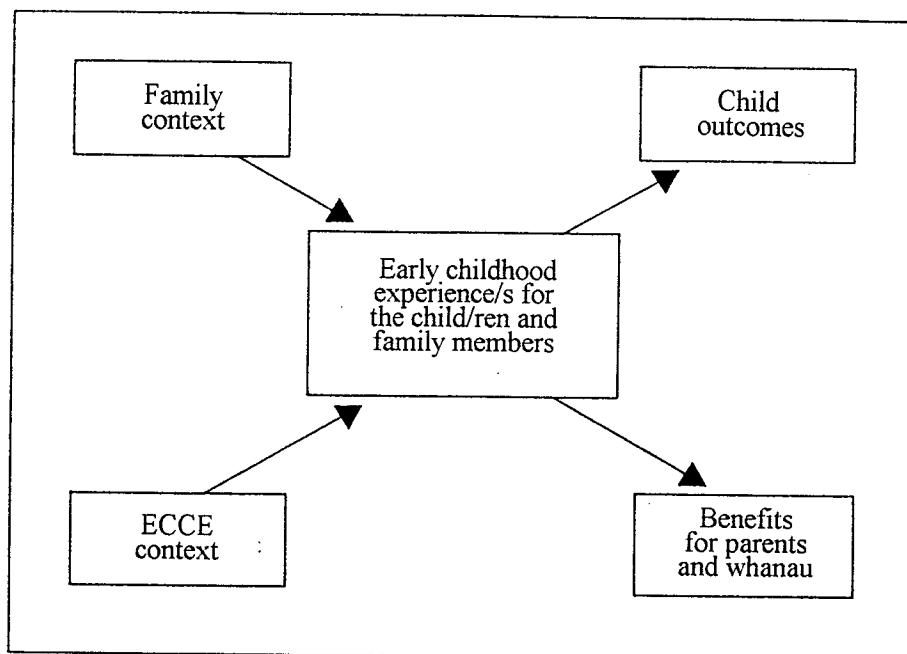 Family
context
Child
outcomes
Early childhood
experience/s for
the child/ren and
family members
ECCE
context
Benefits
for parents
and whanau